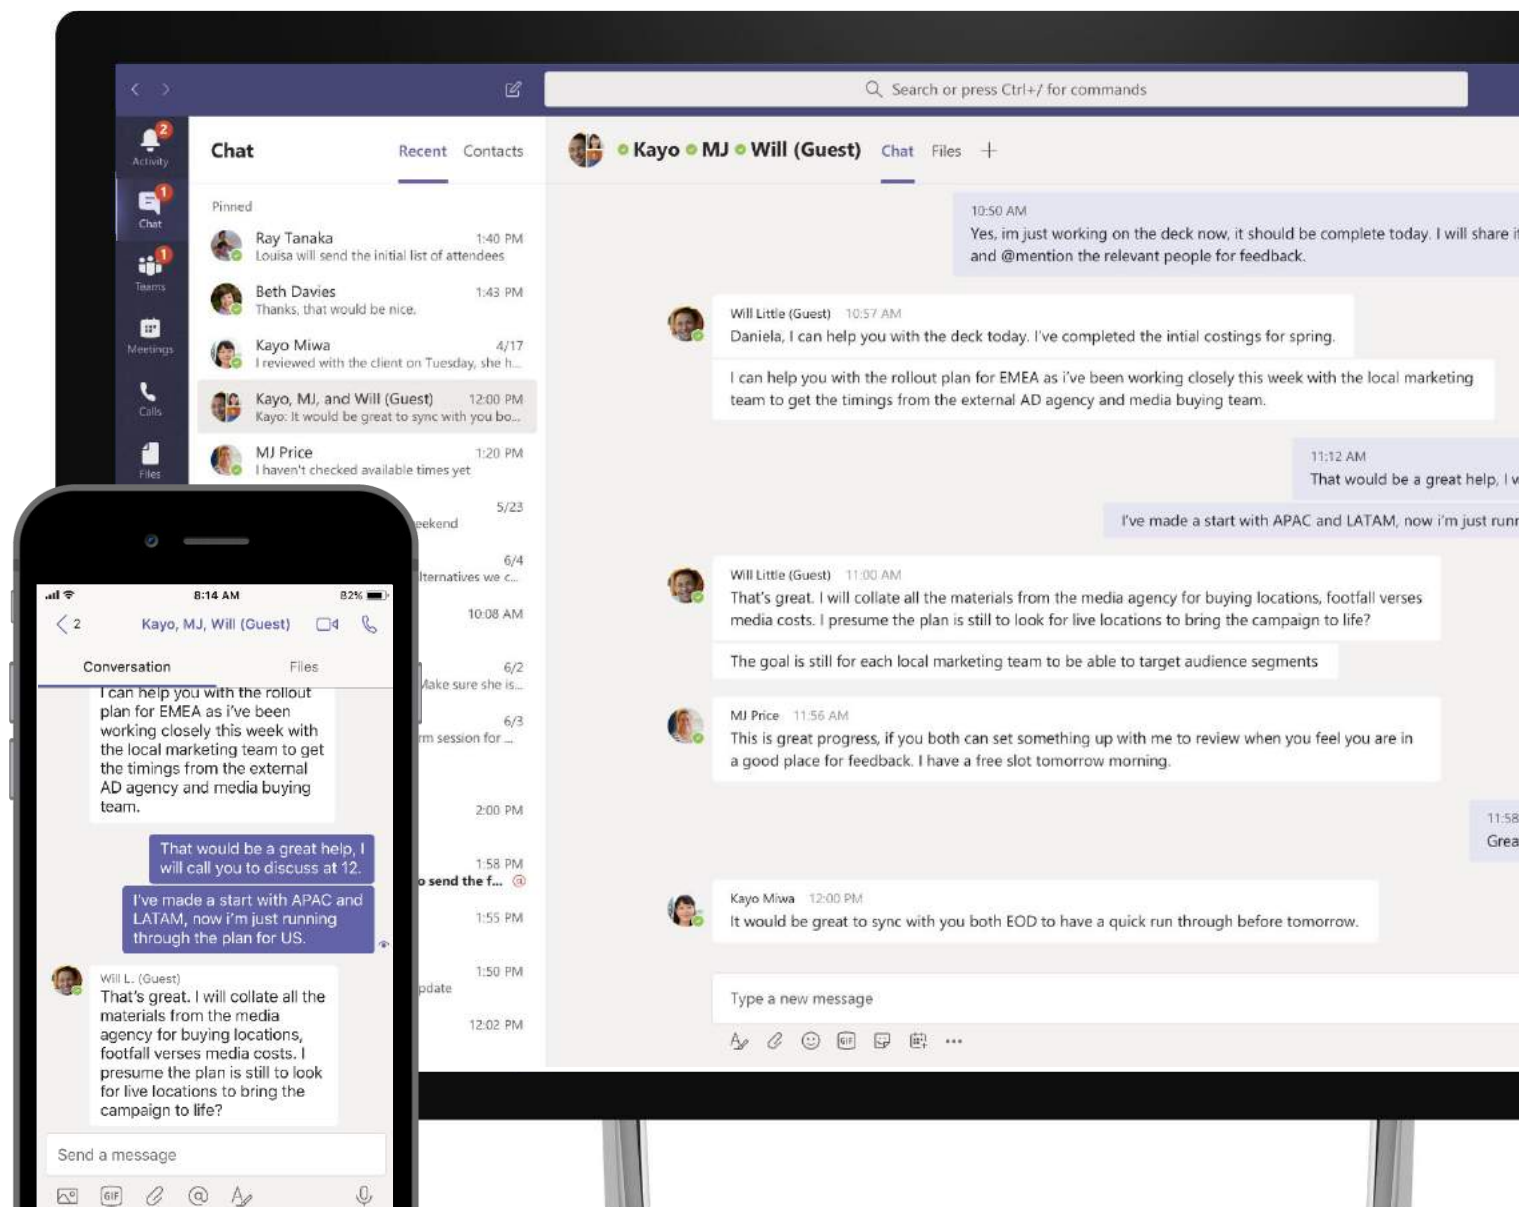 Search or press Ctrl+/ for commands
2
Activity
1
Chat
1
Teams
Meetings
Calls
Files
Chat
Recent Contacts
Pinned
Ray Tanaka 1:40 PM
Louisa will send the initial list of attendees
Beth Davies 1:43 PM
Thanks, that would be nice.
Kayo Miwa 4/17
I reviewed with the client on Tuesday, she h...
Kayo, MJ, and Will (Guest) 12:00 PM
Kayo: It would be great to sync with you bo...
MJ Price 1:20 PM
I haven't checked available times yet
5/23
eekend
6/4
lternatives we c...
10:08 AM
6/2
Make sure she is...
6/3
rm session for ...
2:00 PM
1:58 PM
o send the f... @
1:55 PM
1:50 PM
pdate
12:02 PM
Kayo MJ Will (Guest) Chat Files
10:50 AM
Yes, im just working on the deck now, it should be complete today. I will share it
and @mention the relevant people for feedback.
Will Little (Guest) 10:57 AM
Daniela, I can help you with the deck today. I've completed the intial costings for spring.
I can help you with the rollout plan for EMEA as i've been working closely this week with the local marketing
team to get the timings from the external AD agency and media buying team.
11:12 AM
That would be a great help, I w
I've made a start with APAC and LATAM, now i'm just runn
Will Little (Guest) 11:00 AM
That's great. I will collate all the materials from the media agency for buying locations, footfall verses
media costs. I presume the plan is still to look for live locations to bring the campaign to life?
The goal is still for each local marketing team to be able to target audience segments
MJ Price 11:56 AM
This is great progress, if you both can set something up with me to review when you feel you are in
a good place for feedback. I have a free slot tomorrow morning.
11:58
Grea
Kayo Miwa 12:00 PM
It would be great to sync with you both EOD to have a quick run through before tomorrow.
Type a new message
GIF
8:14 AM 82%
2 Kayo, MJ, Will (Guest)
Conversation Files
I can help you with the rollout
plan for EMEA as i've been
working closely this week with
the local marketing team to get
the timings from the external
AD agency and media buying
team.
That would be a great help, I
will call you to discuss at 12.
I've made a start with APAC and
LATAM, now i'm just running
through the plan for US.
Will L. (Guest)
That's great. I will collate all the
materials from the media
agency for buying locations,
footfall verses media costs. I
presume the plan is still to look
for live locations to bring the
campaign to life?
Send a message
GIF @